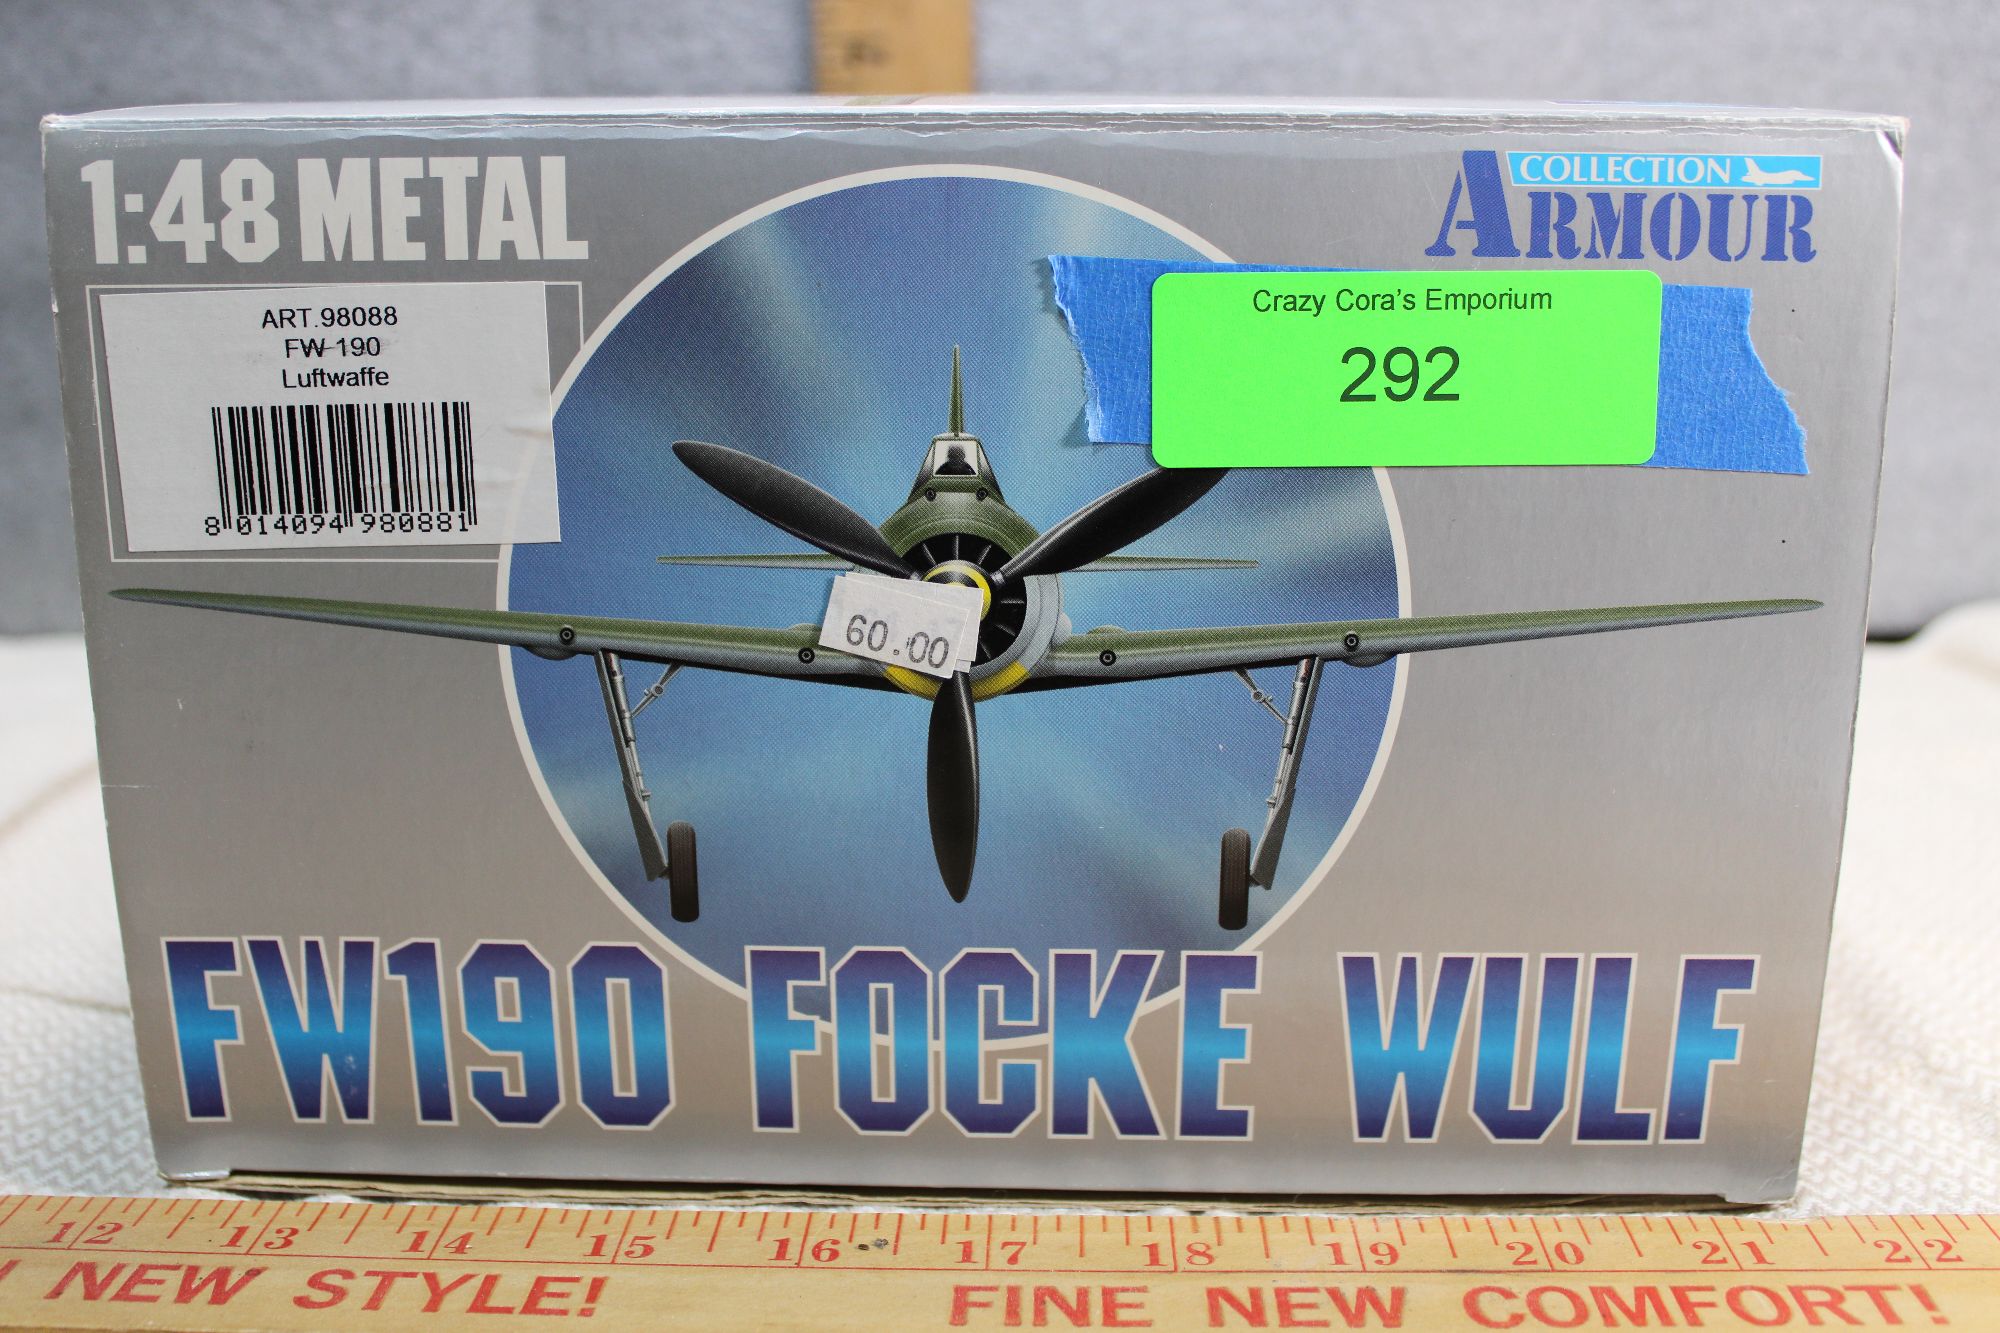 1:48 METAL
COLLECTION
ARMOUR
ART.98088
FW-190
Luftwaffe
8 014094 980881
Crazy Cora's Emporium
292
60.00
FW190 FOCKE WULF
12 13 14 15 16 17 18 19 20 21 22
NEW STYLE! FINE NEW COMFORT!